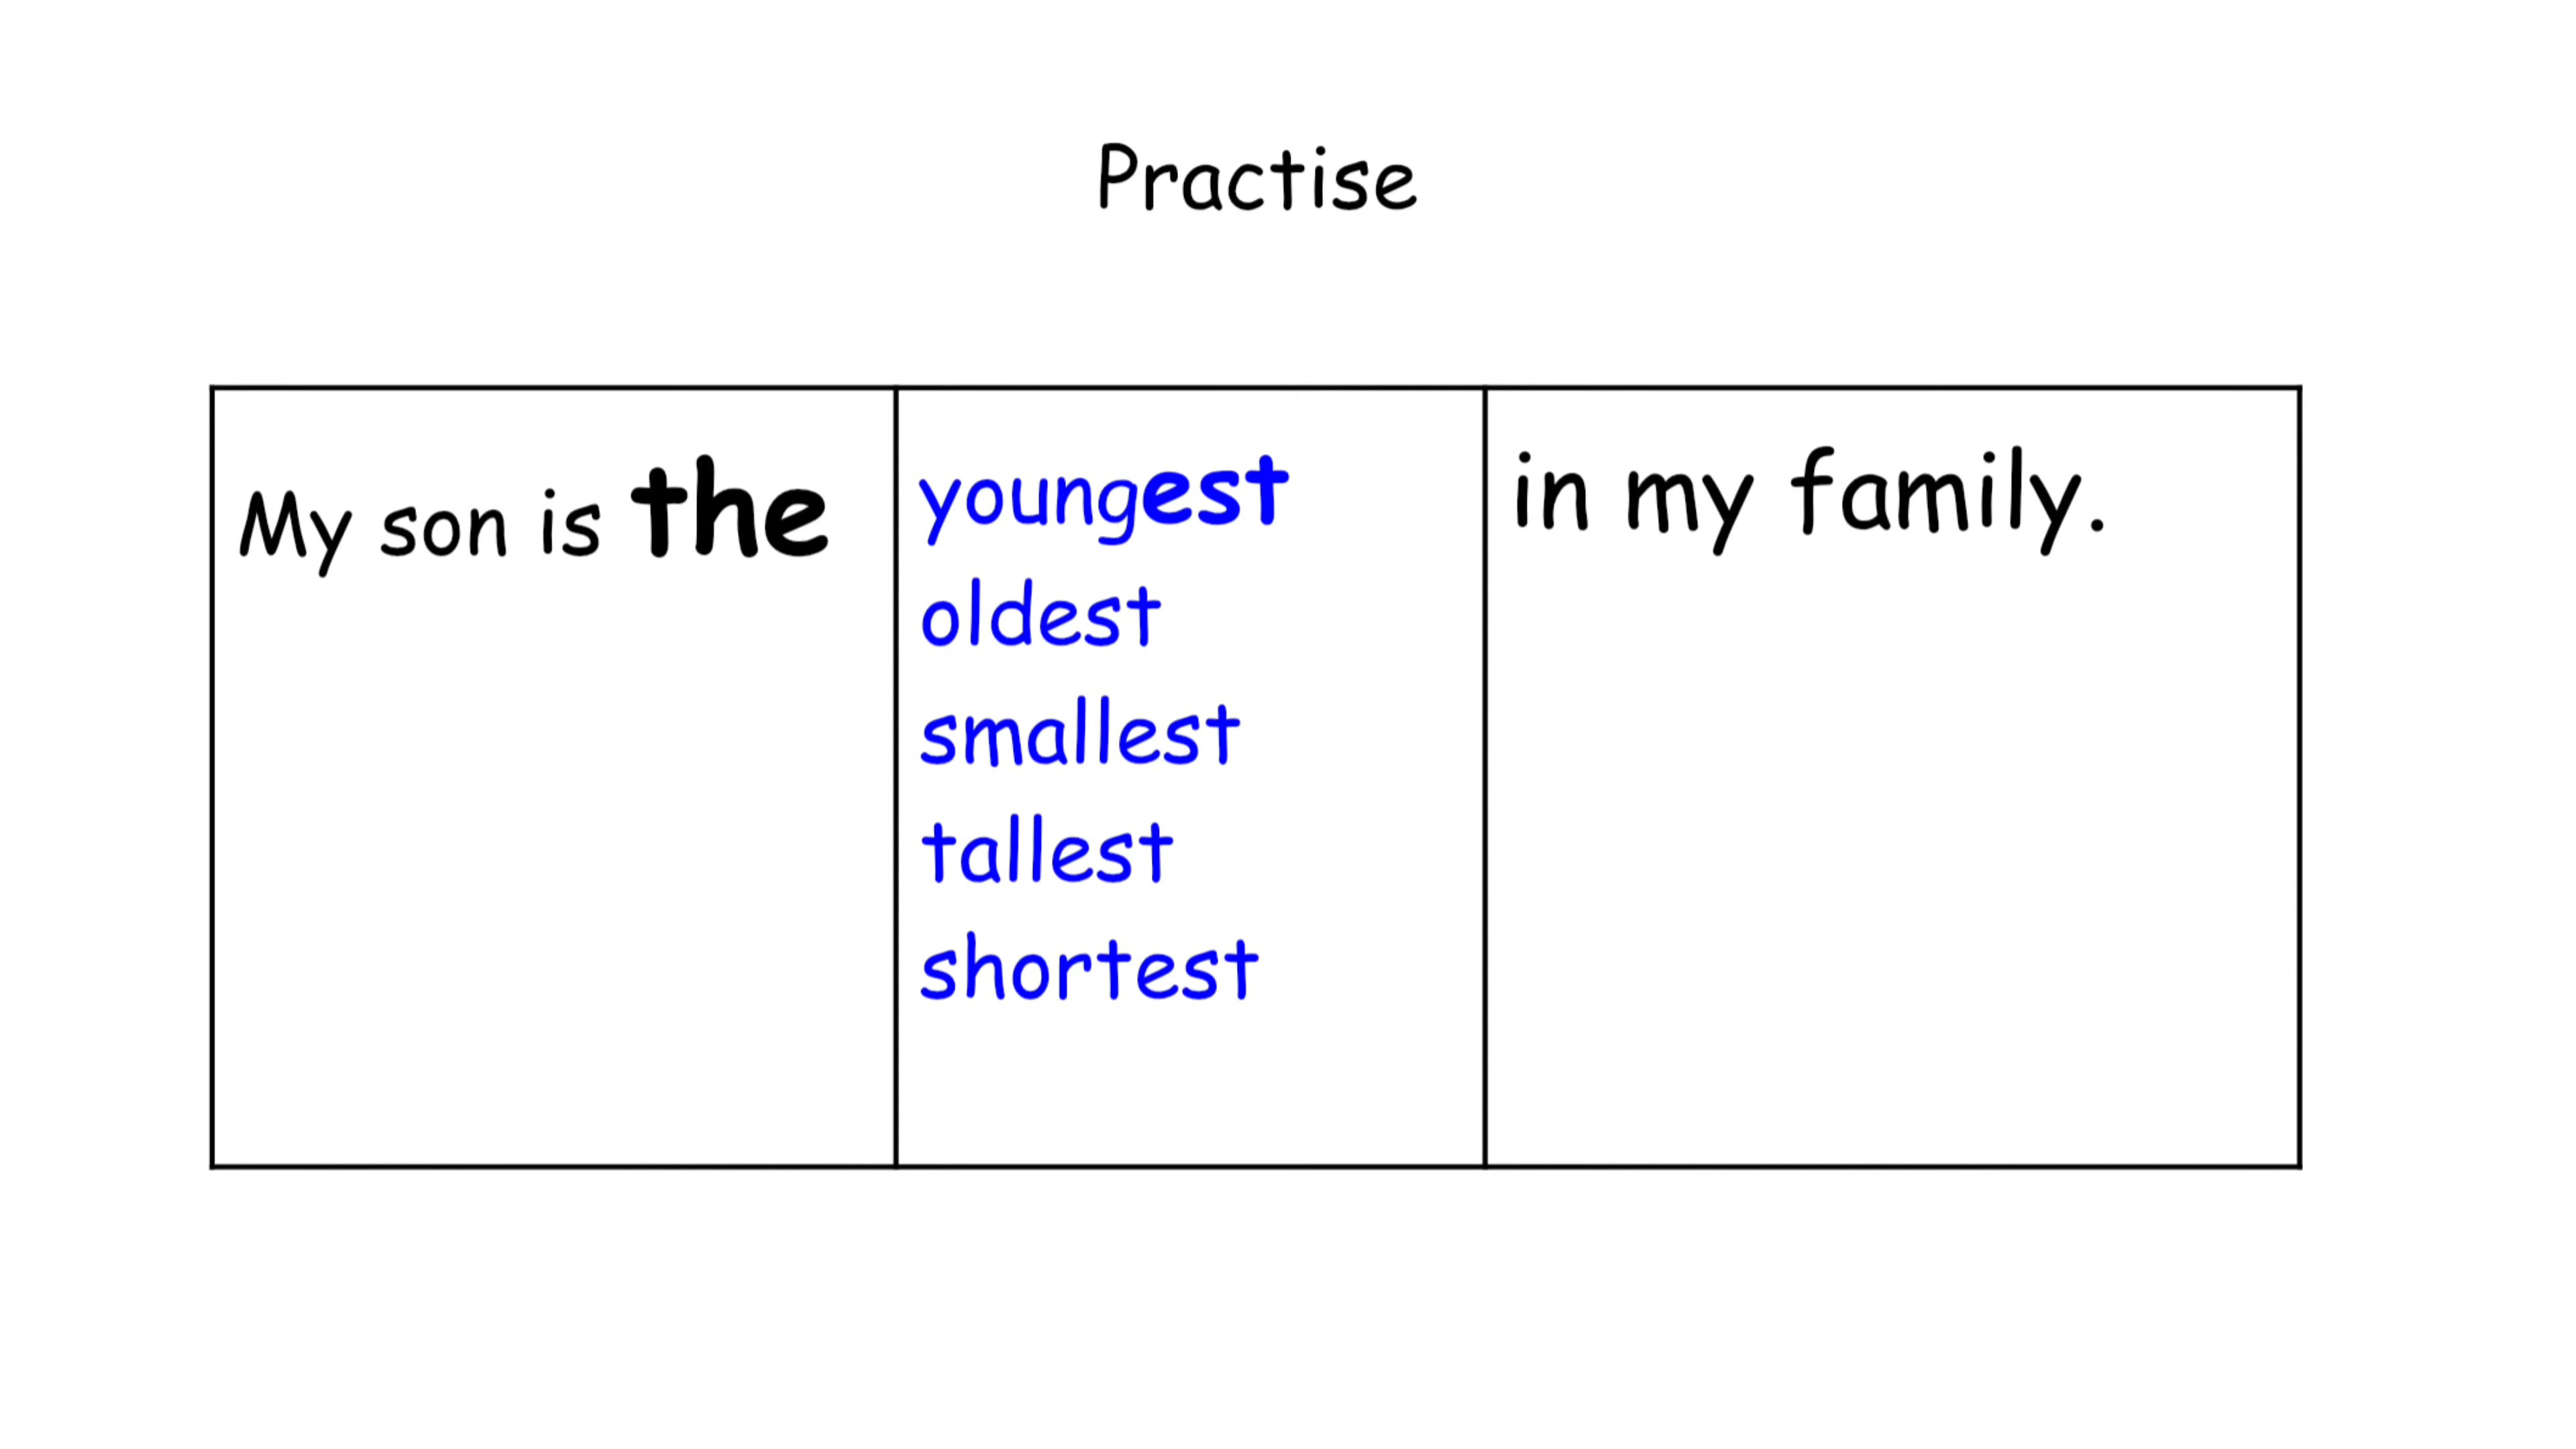 Practise
My son is the
youngest
oldest
smallest
tallest
shortest
in my family.